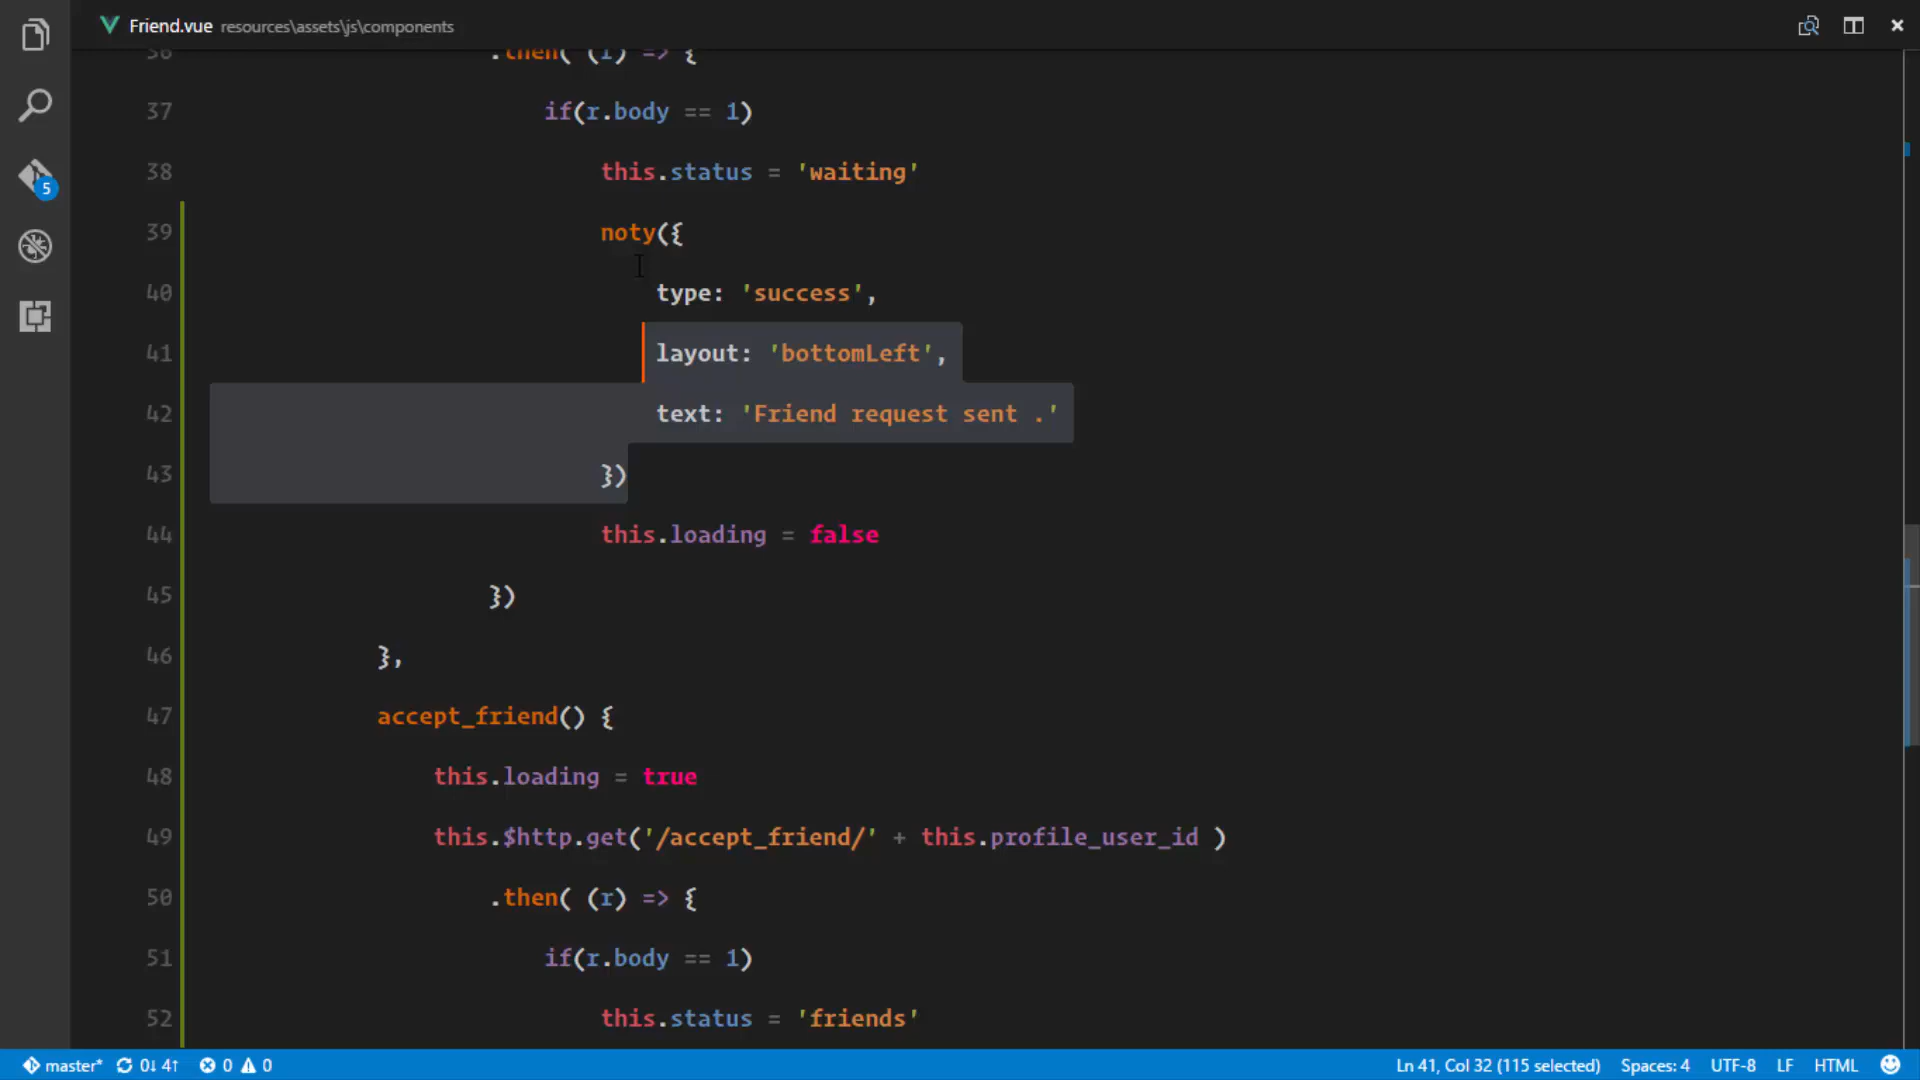 Friend.vue resources\assets\js\components
36 .then( (r) => {
37 if(r.body == 1)
38 this.status = 'waiting'
39 noty({
40 type: 'success',
41 layout: 'bottomLeft',
42 text: 'Friend request sent .'
43 })
44 this.loading = false
45 })
46 },
47 accept_friend() {
48 this.loading = true
49 this.$http.get('/accept_friend/' + this.profile_user_id )
50 .then( (r) => {
51 if(r.body == 1)
52 this.status = 'friends'
5
master* 0↓ 4↑ 0 0 Ln 41, Col 32 (115 selected) Spaces: 4 UTF-8 LF HTML